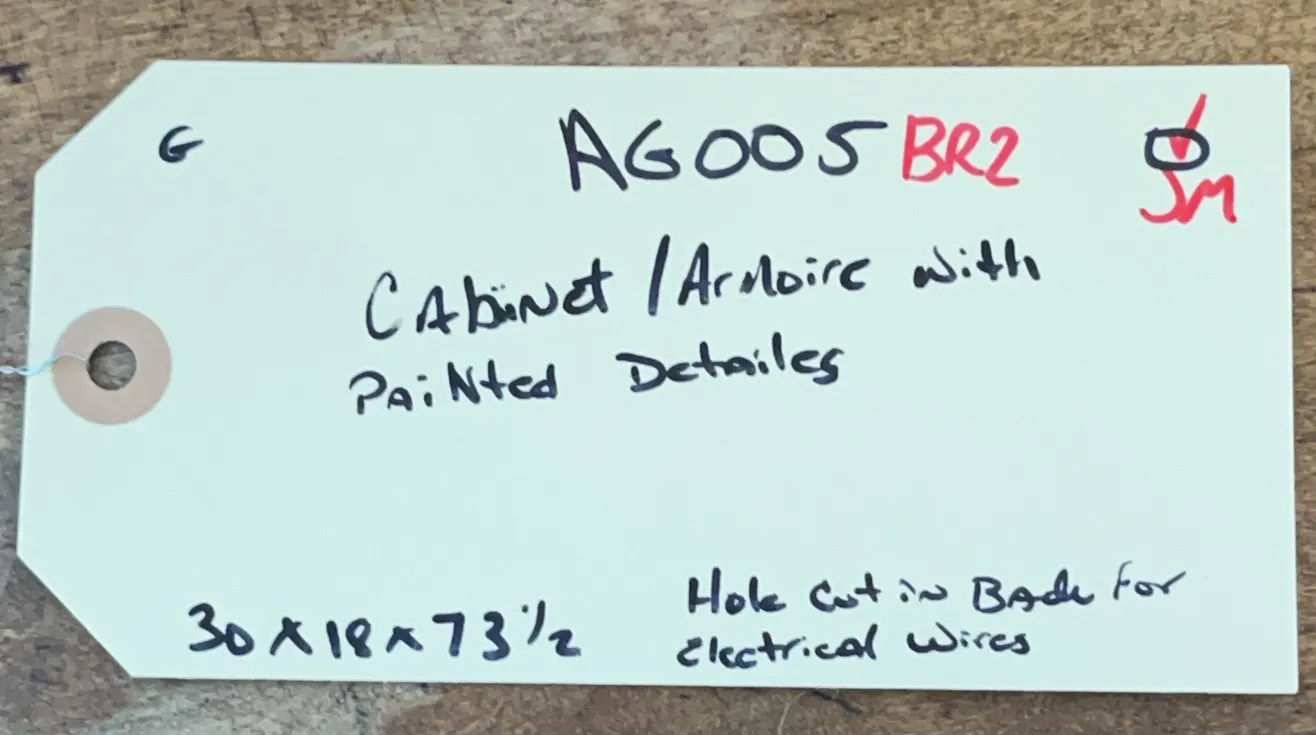 G
AG005 BR2
JM
Cabinet / Armoire with
Painted Detailes
30 x 18 x 73 1/2
Hole cut in Back For
Electrical wires